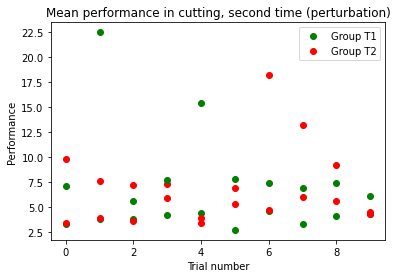 Mean performance in cutting, second time (perturbation)
Group T1
Group T2
Performance
22.5
20.0
17.5
15.0
12.5
10.0
7.5
5.0
2.5
0 2 4 6 8
Trial number